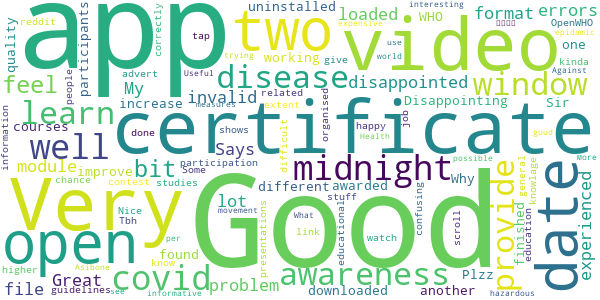 reddit
kinda
quality
tap
correctly
people
app
participants
advert
My
uninstalled
working
two
interesting
loaded
WHO
trying
expensive
give
use
world
video
format
errors
OpenWHO
epidamic
one
Useful
Against
feel
increase
invalid
disease
related
extent
disappointed
window
information
learn
courses
done
measures
shows
organised
happy
Health
job
Disappointing
Sir
well
certificate
module
improve
bit
Says
participation
Some
midnight
difficult
different
awarded
Why
possible
More
guud
general
knowlage
education
date
chance
contest
studies
Very
Good
Nice
Tbh
lot
movement
What
link
stuff
educational
watch
confusing
scroll
provide
finished
experienced
open
per
found
know
presentations
Plzz
higher
Asibone
covid
problem
awareness
another
file
Great
guidelines
see
informative
downloaded
hazardous